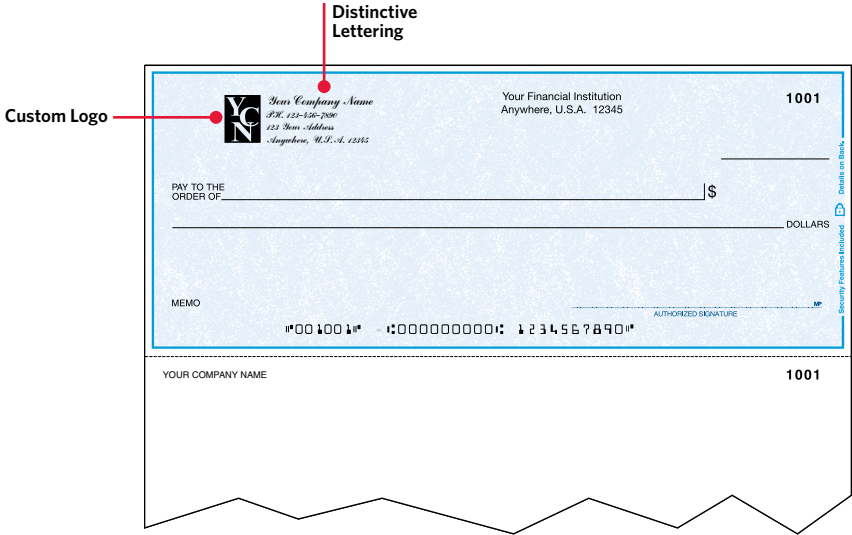 Distinctive
Lettering
Custom Logo
YCN
Your Company Name
PH. 123-456-7890
123 Your Address
Anywhere, U.S.A. 12345
Your Financial Institution
Anywhere, U.S.A. 12345
1001
PAY TO THE
ORDER OF
$
DOLLARS
Security Features Included
Details on Back.
MEMO
MP
AUTHORIZED SIGNATURE
⑈001001⑈ ⑆000000000⑆ 1234567890⑈
YOUR COMPANY NAME
1001